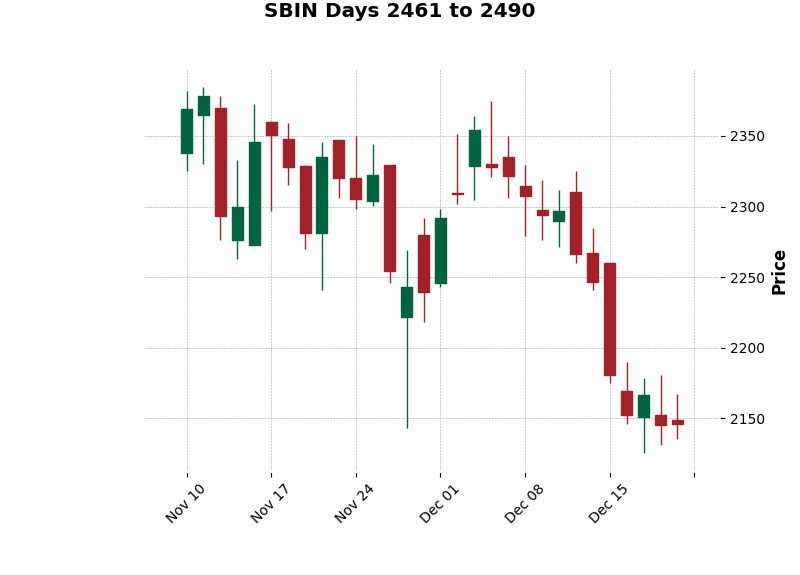 SBIN Days 2461 to 2490
2350
2300
2250
2200
2150
Price
Nov 10
Nov 17
Nov 24
Dec 01
Dec 08
Dec 15